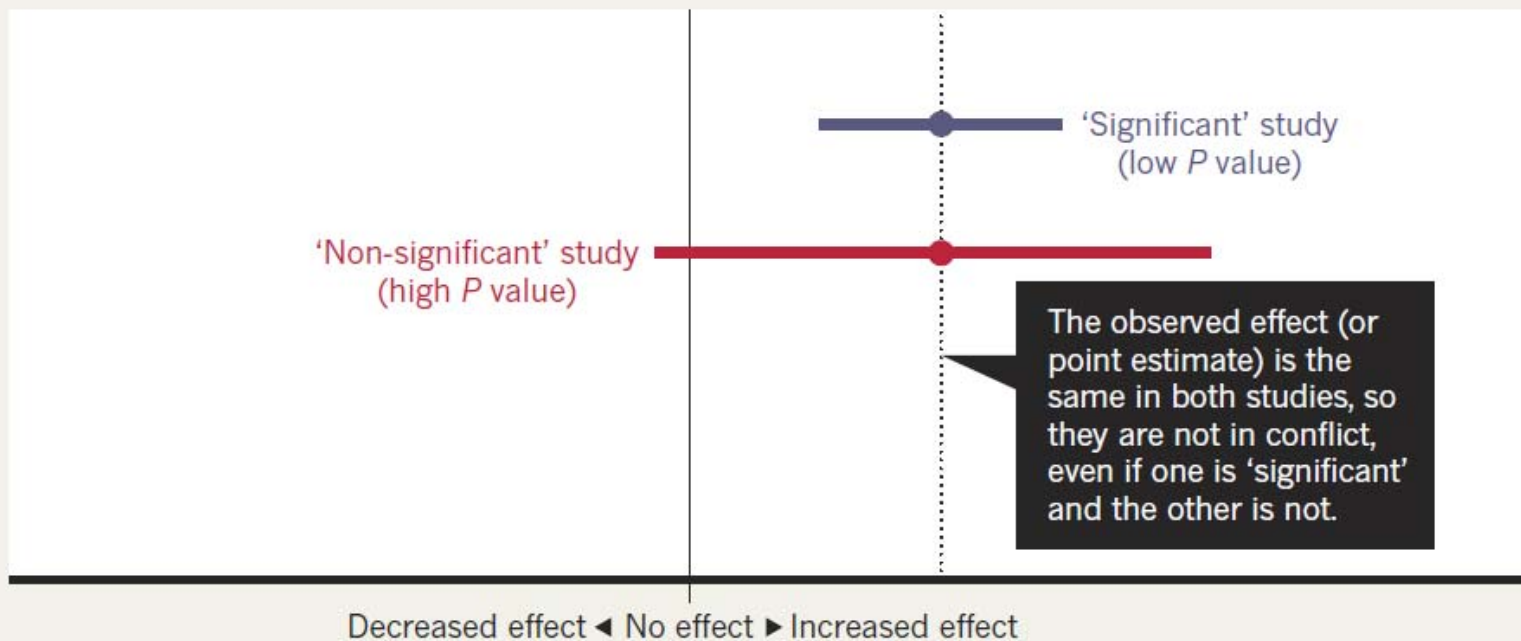 ‘Significant’ study
(low P value)
‘Non-significant’ study
(high P value)
The observed effect (or
point estimate) is the
same in both studies, so
they are not in conflict,
even if one is ‘significant’
and the other is not.
Decreased effect ◄ No effect ► Increased effect